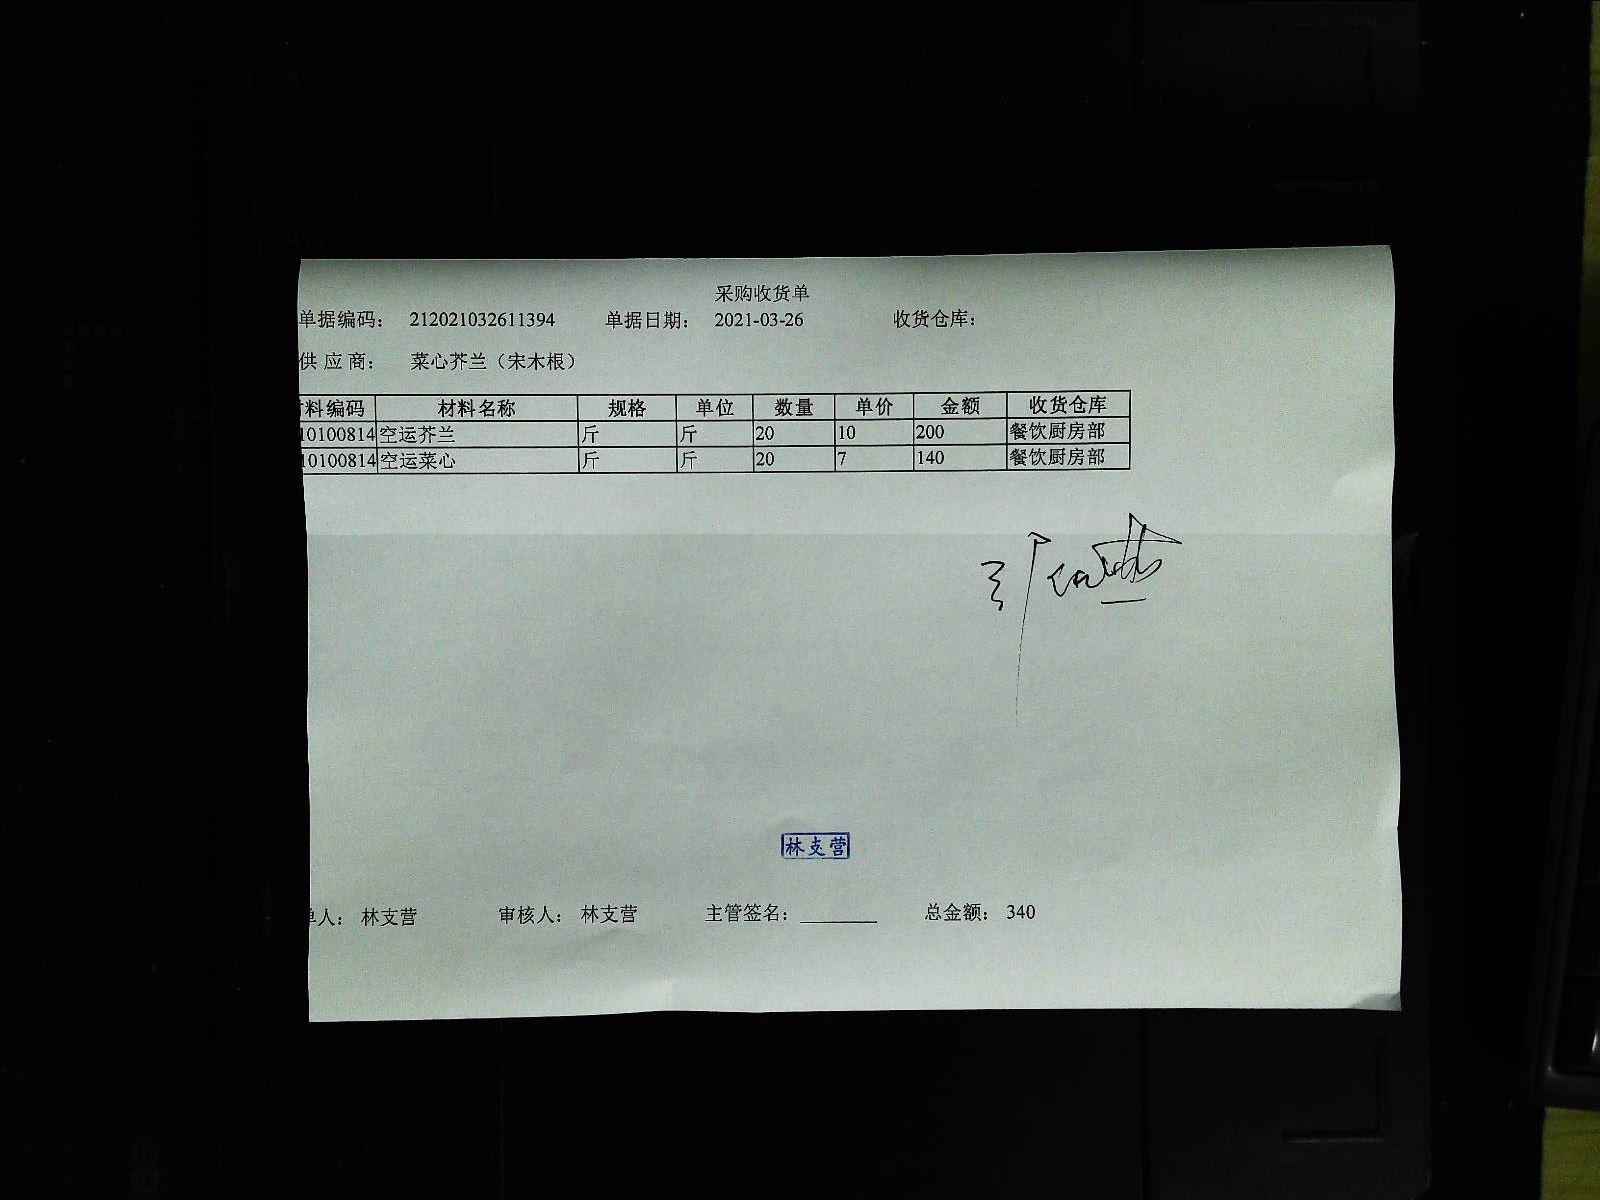 采购收货单
单据编码： 212021032611394 单据日期： 2021-03-26 收货仓库：
供应商： 菜心芥兰（宋木根）
料编码 材料名称 规格 单位 数量 单价 金额 收货仓库
10100814 空运芥兰 斤 斤 20 10 200 餐饮厨房部
10100814 空运菜心 斤 斤 20 7 140 餐饮厨房部
林支营
单人： 林支营 审核人： 林支营 主管签名： 总金额： 340